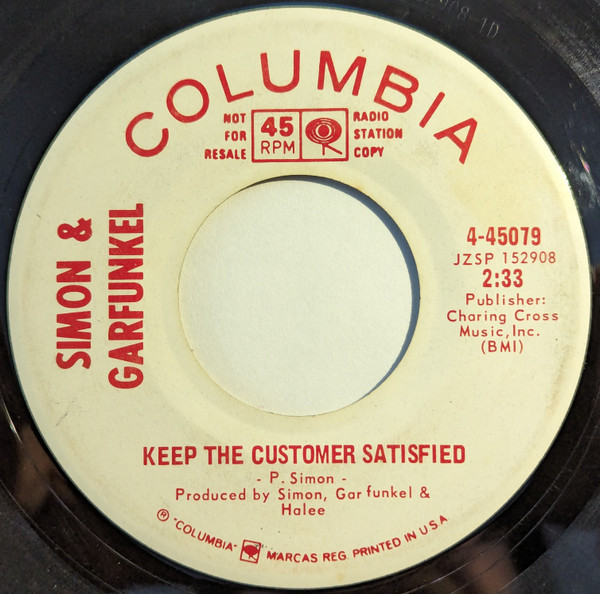 COLUMBIA
NOT
FOR
RESALE
45
RPM
RADIO
STATION
COPY
SIMON &
GARFUNKEL
4-45079
JZSP 152908
2:33
Publisher:
Charing Cross
Music, Inc.
(BMI)
KEEP THE CUSTOMER SATISFIED
- P. Simon -
Produced by Simon, Garfunkel &
Halee
Ⓡ "COLUMBIA" MARCAS REG. PRINTED IN U.S.A.